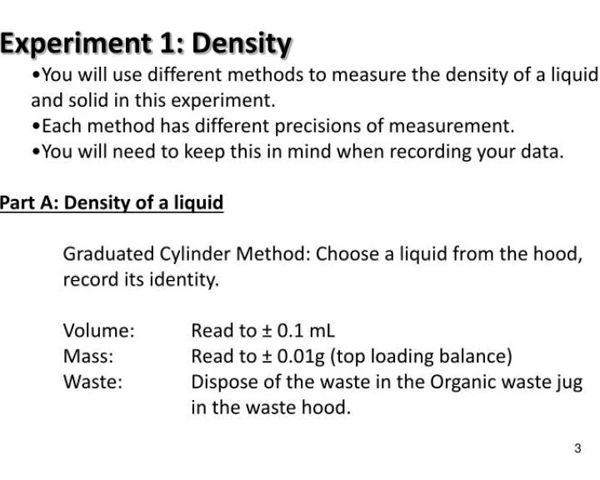 Experiment 1: Density
•You will use different methods to measure the density of a liquid
and solid in this experiment.
•Each method has different precisions of measurement.
•You will need to keep this in mind when recording your data.
Part A: Density of a liquid
Graduated Cylinder Method: Choose a liquid from the hood,
record its identity.
Volume: Read to ± 0.1 mL
Mass: Read to ± 0.01g (top loading balance)
Waste: Dispose of the waste in the Organic waste jug
in the waste hood.
3